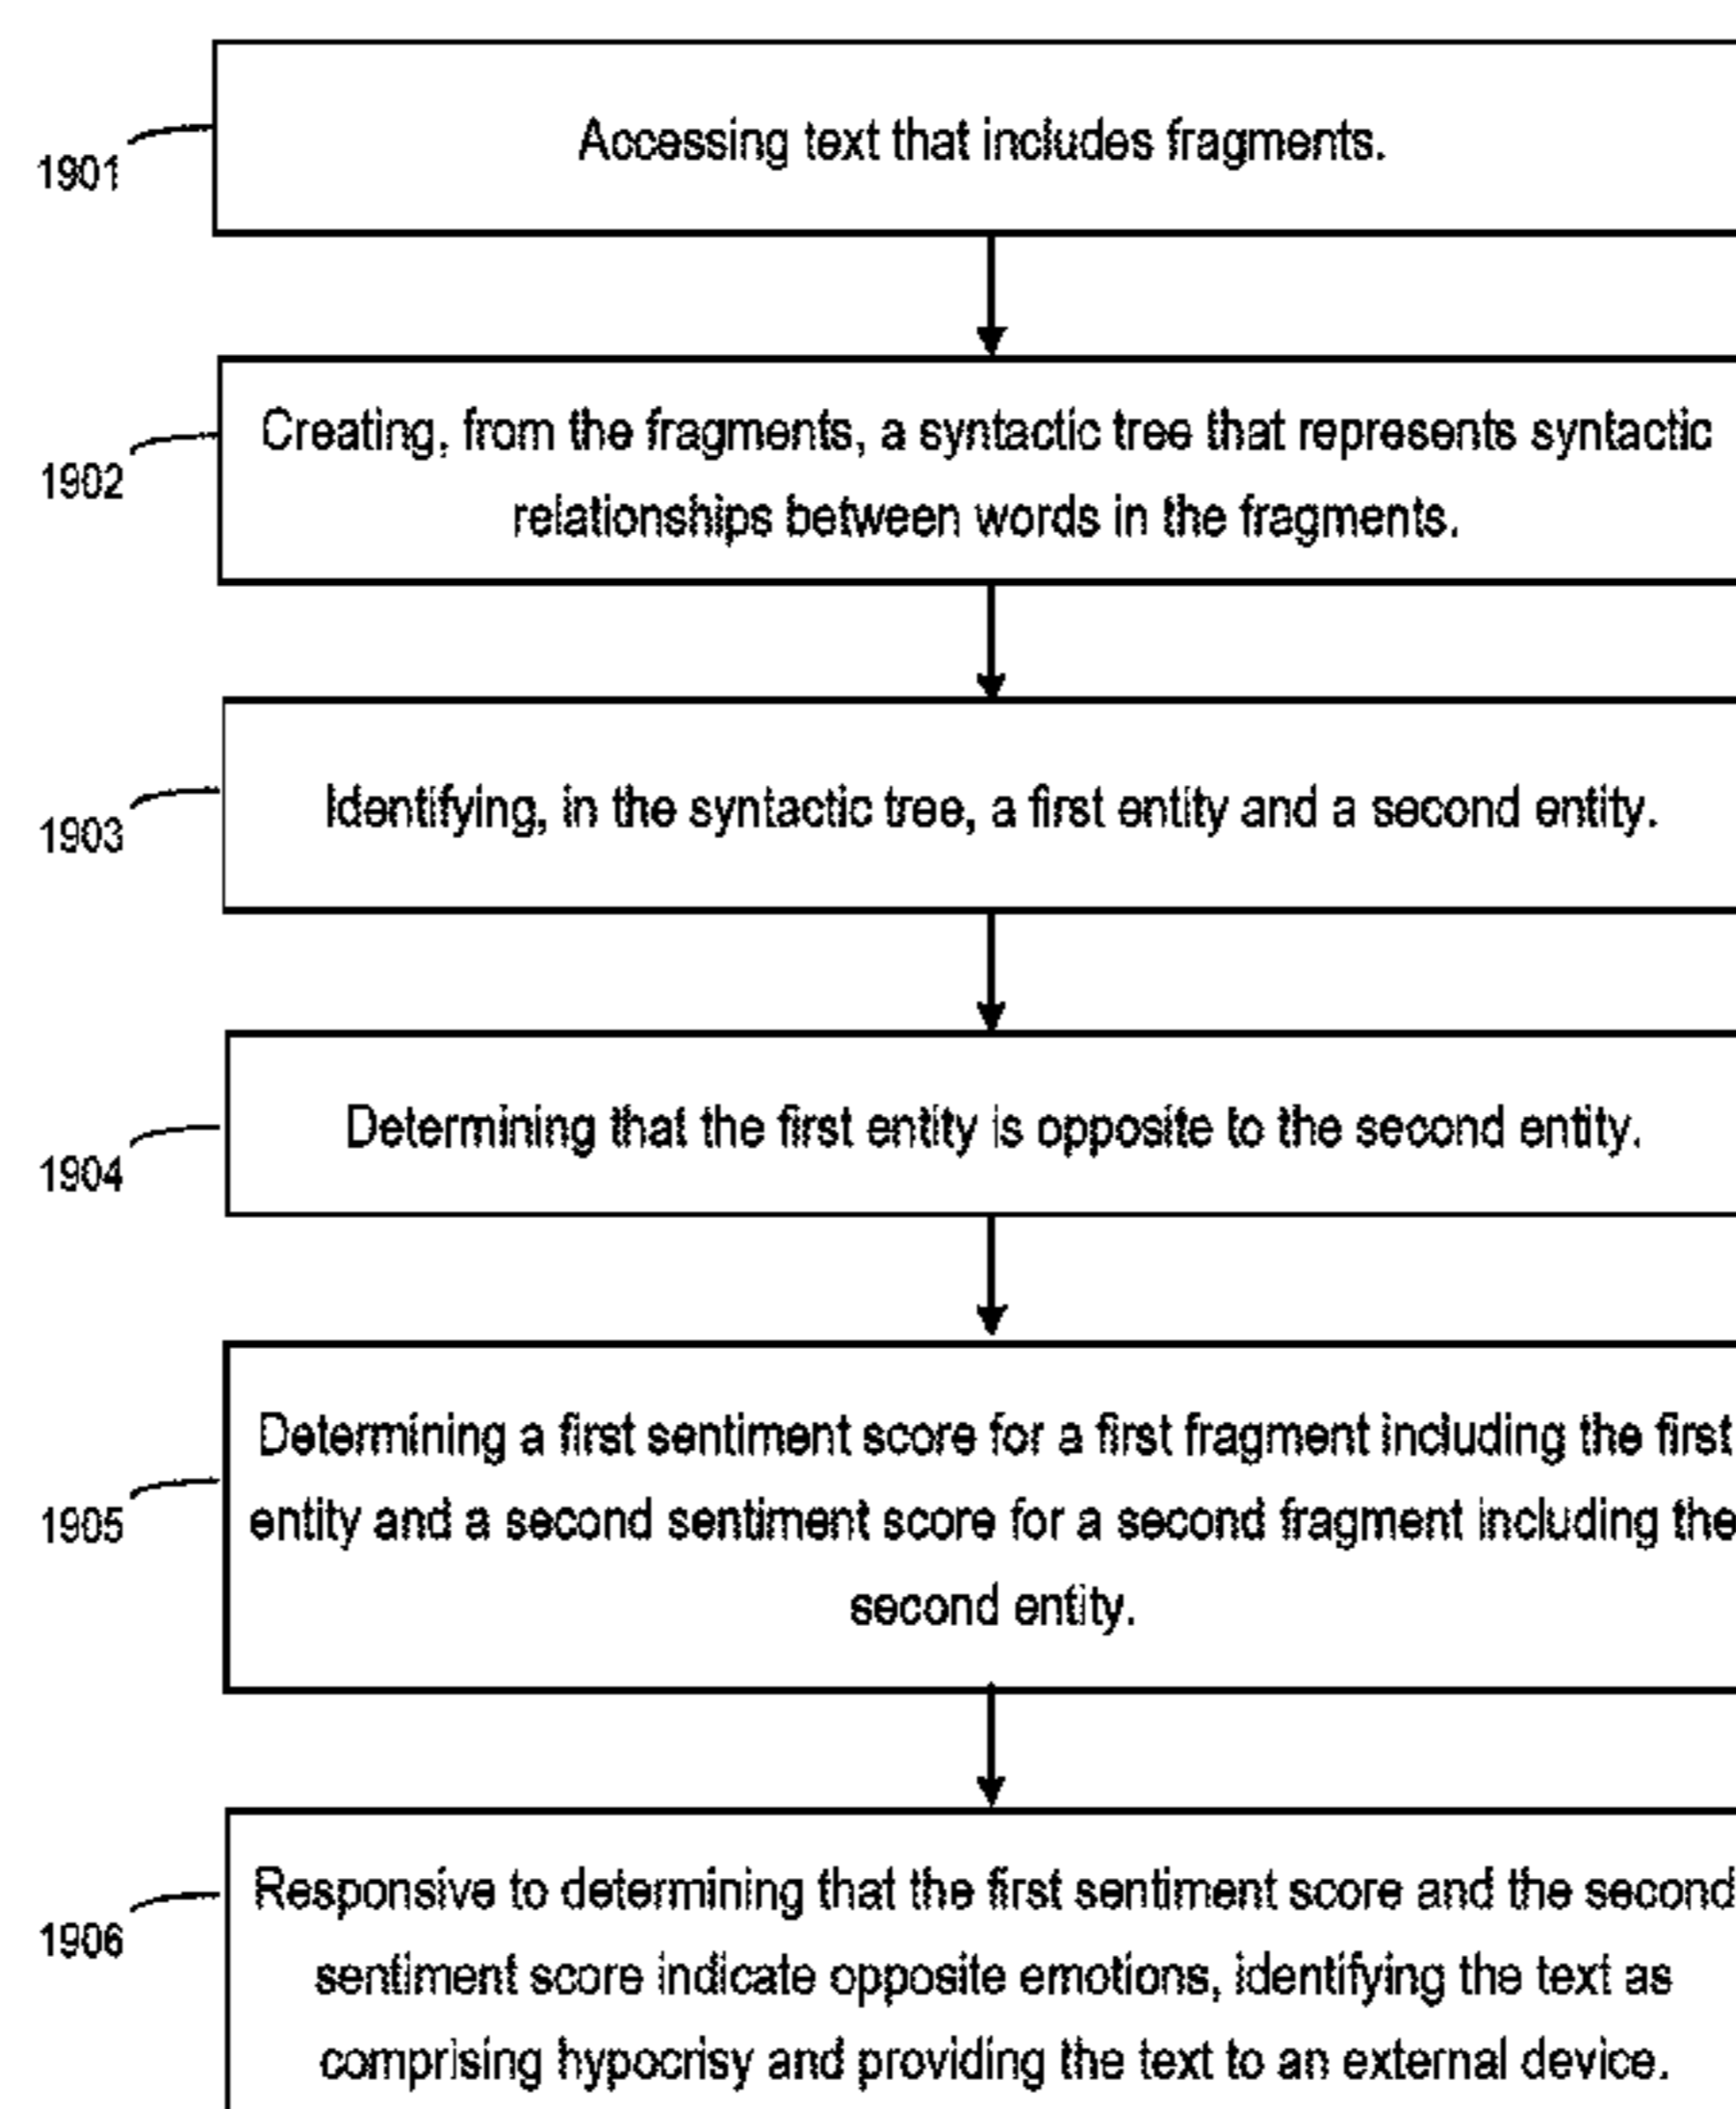 Accessing text that includes fragments.
1901
Creating, from the fragments, a syntactic tree that represents syntactic
relationships between words in the fragments.
1902
Identifying, in the syntactic tree, a first entity and a second entity.
1903
Determining that the first entity is opposite to the second entity.
1904
Determining a first sentiment score for a first fragment including the first
entity and a second sentiment score for a second fragment including the
second entity.
1905
Responsive to determining that the first sentiment score and the second
sentiment score indicate opposite emotions, identifying the text as
comprising hypocrisy and providing the text to an external device.
1906